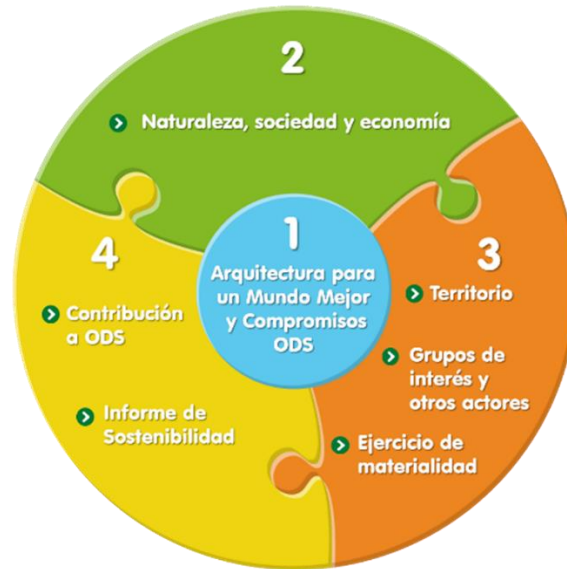 2
Naturaleza, sociedad y economía
1
Arquitectura para
un Mundo Mejor
y Compromisos
ODS
3
Territorio
Grupos de
interés y
otros actores
Ejercicio de
materialidad
4
Contribución
a ODS
Informe de
Sostenibilidad